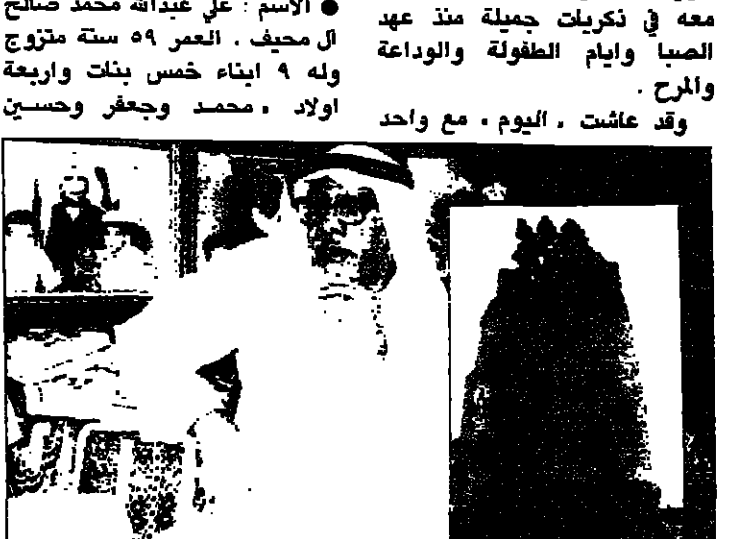 معه في ذكريات جميلة منذ عهد
الصبا وايام الطفولة والوداعة
والمرح .
وقد عاشت « اليوم » مع واحد
● الاسم : علي عبدالله محمد صالح
آل محيف . العمر ٥٩ سنة متزوج
وله ٩ ابناء خمس بنات واربعة
اولاد « محمد وجعفر وحسين